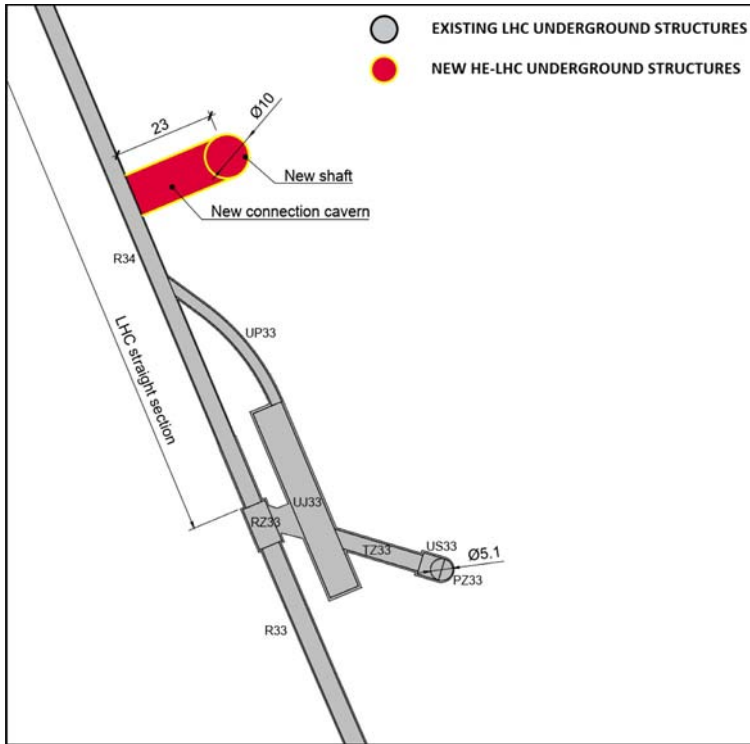 EXISTING LHC UNDERGROUND STRUCTURES
NEW HE-LHC UNDERGROUND STRUCTURES
23
Ø10
New shaft
New connection cavern
R34
UP33
LHC straight section
UJ33
RZ33
TZ33
US33
Ø5.1
PZ33
R33